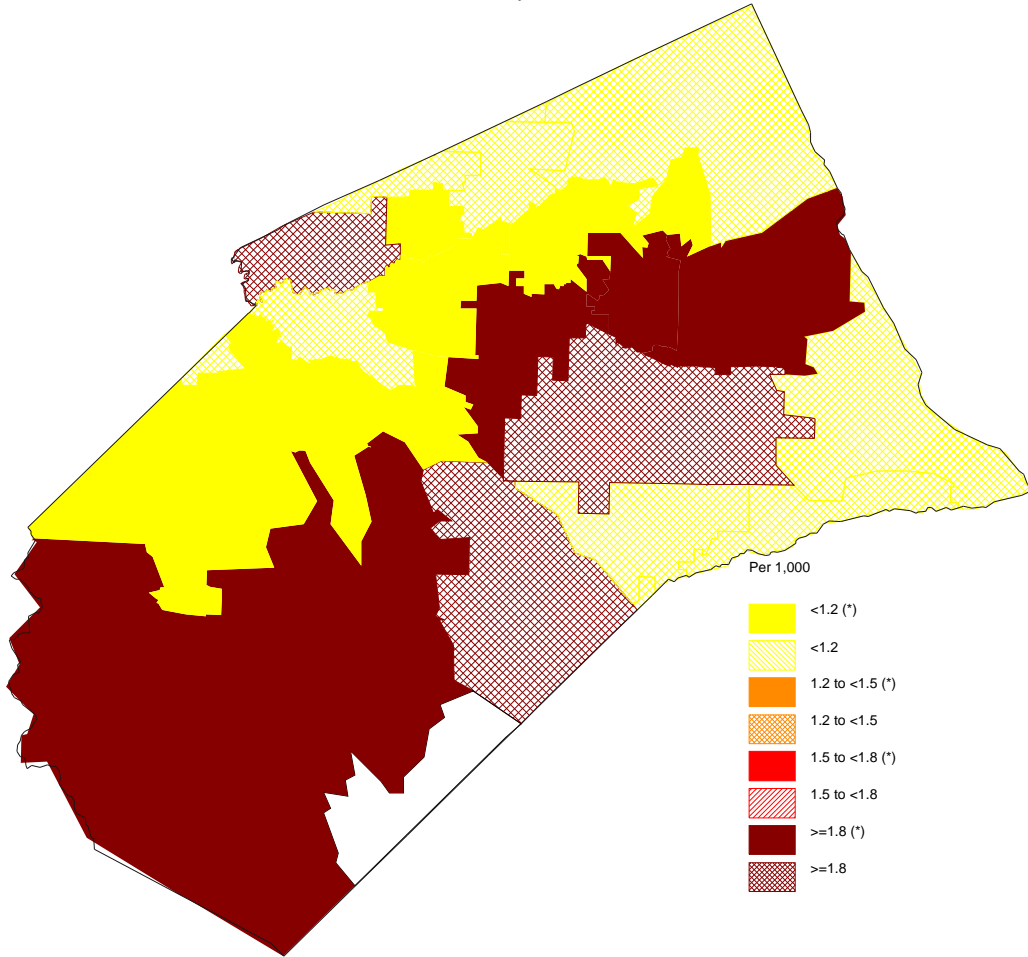 Per 1,000
<1.2 (*)
<1.2
1.2 to <1.5 (*)
1.2 to <1.5
1.5 to <1.8 (*)
1.5 to <1.8
>=1.8 (*)
>=1.8